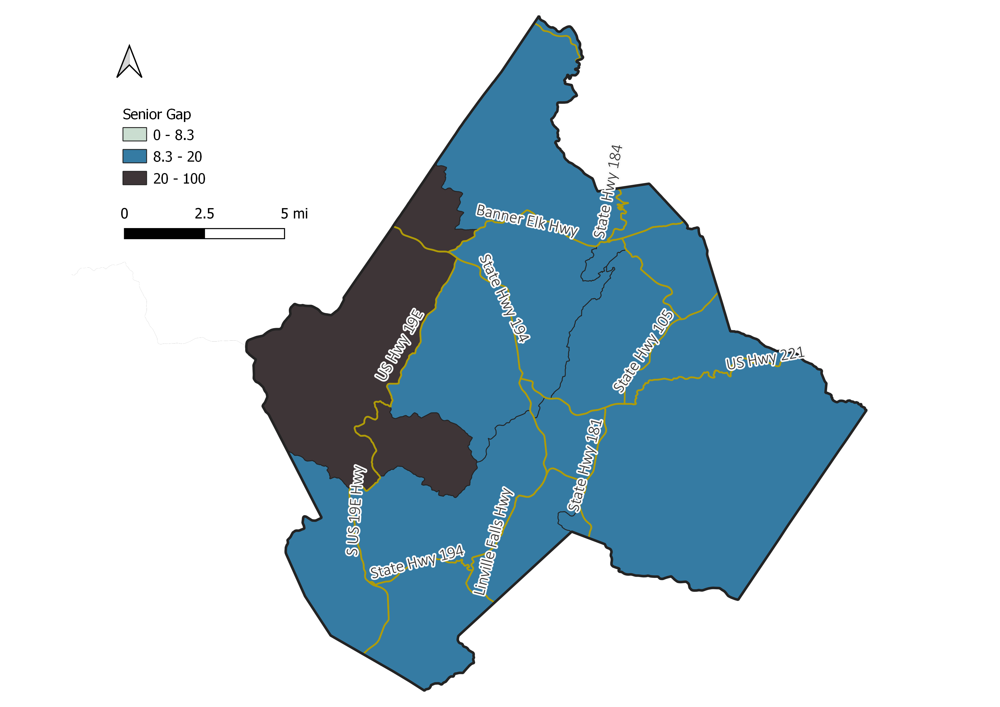 Senior Gap
0 - 8.3
8.3 - 20
20 - 100
0 2.5 5 mi
State Hwy 184
Banner Elk Hwy
State Hwy 194
US Hwy 19E
State Hwy 105
US Hwy 221
State Hwy 181
S US 19E Hwy
Linville Falls Hwy
State Hwy 194